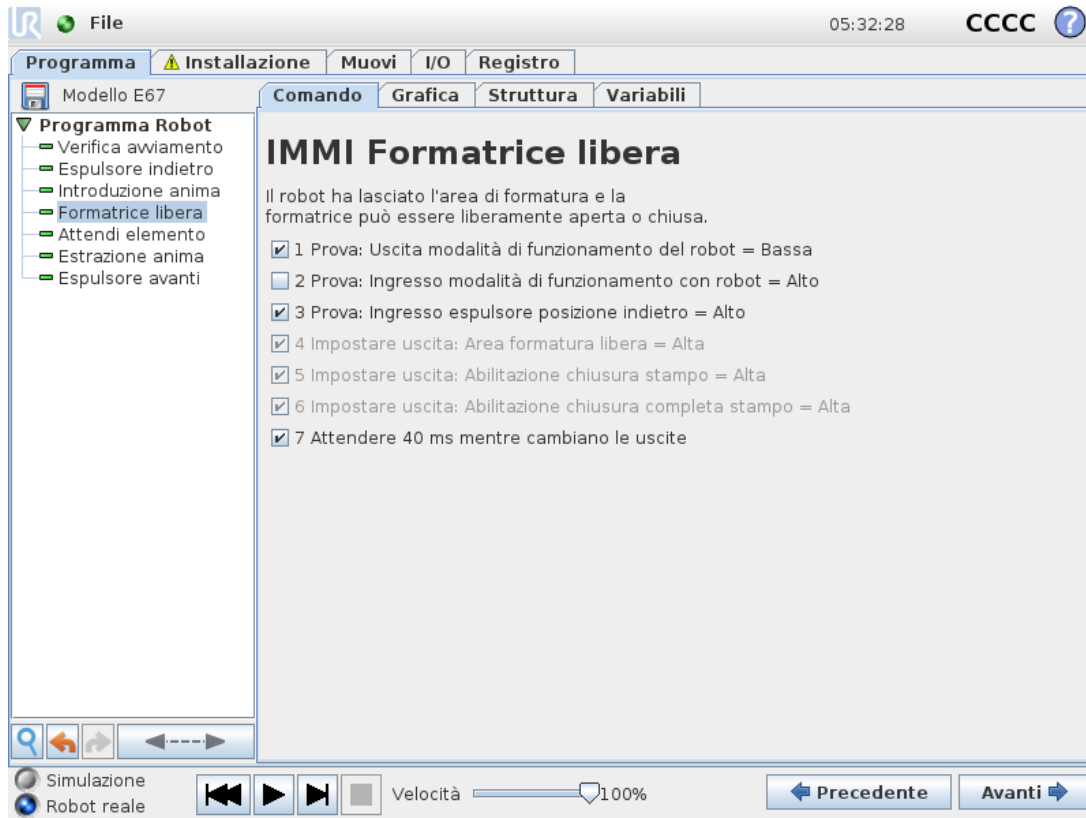 UR File 05:32:28 CCCC ?
Programma Installazione Muovi I/O Registro
Modello E67 Comando Grafica Struttura Variabili
Programma Robot
Verifica avviamento
Espulsore indietro
Introduzione anima
Formatrice libera
Attendi elemento
Estrazione anima
Espulsore avanti
IMMI Formatrice libera
Il robot ha lasciato l'area di formatura e la
formatrice può essere liberamente aperta o chiusa.
1 Prova: Uscita modalità di funzionamento del robot = Bassa
2 Prova: Ingresso modalità di funzionamento con robot = Alto
3 Prova: Ingresso espulsore posizione indietro = Alto
4 Impostare uscita: Area formatura libera = Alta
5 Impostare uscita: Abilitazione chiusura stampo = Alta
6 Impostare uscita: Abilitazione chiusura completa stampo = Alta
7 Attendere 40 ms mentre cambiano le uscite
Simulazione
Robot reale
Velocità 100% Precedente Avanti